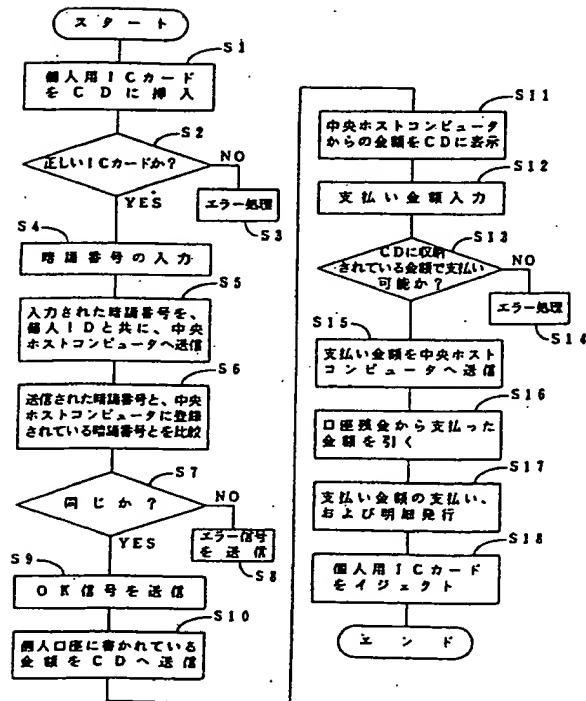 スタート
S1
個人用ICカード
をCDに挿入
S2
正しいICカードか?
NO
YES
エラー処理
S3
S4
暗証番号の入力
S5
入力された暗証番号を、
個人IDと共に、中央
ホストコンピュータへ送信
S6
送信された暗証番号と、中央
ホストコンピュータに登録
されている暗証番号とを比較
S7
同じか?
NO
YES
エラー信号
を送信
S8
S9
OK信号を送信
S10
個人口座に書かれている
金額をCDへ送信
S11
中央ホストコンピュータ
からの金額をCDに表示
S12
支払い金額入力
S13
CDに収納
されている金額で支払い
可能か?
NO
エラー処理
S14
S15
支払い金額を中央ホスト
コンピュータへ送信
S16
口座残金から支払った
金額を引く
S17
支払い金額の支払い、
および明細発行
S18
個人用ICカード
をイジェクト
エンド